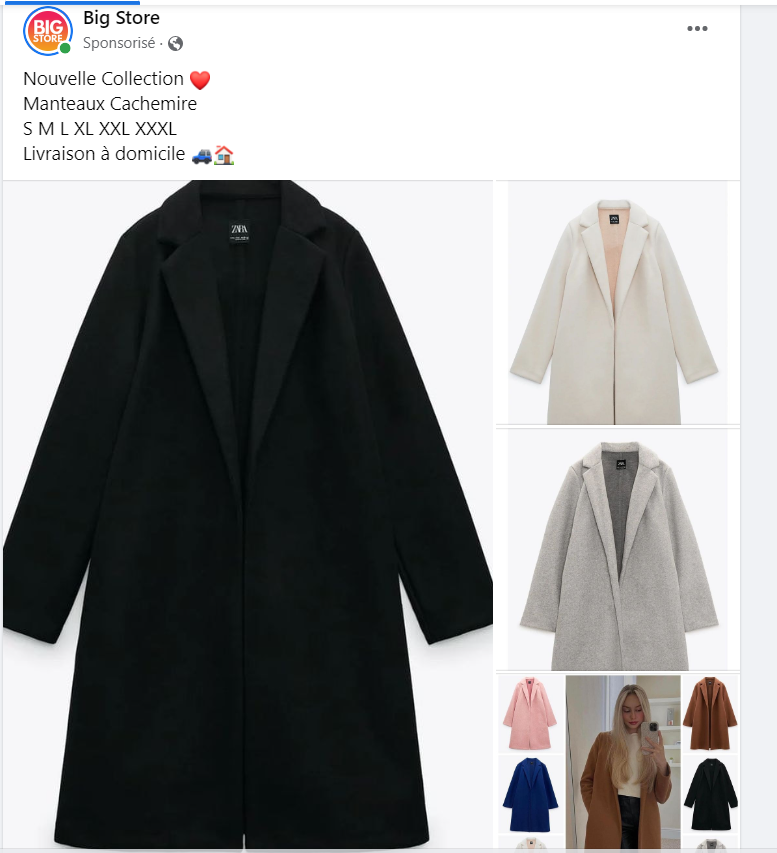 BIG
STORE
Big Store
Sponsorisé ·
Nouvelle Collection ❤️
Manteaux Cachemire
S M L XL XXL XXXL
Livraison à domicile 🚙🏠
ZARA